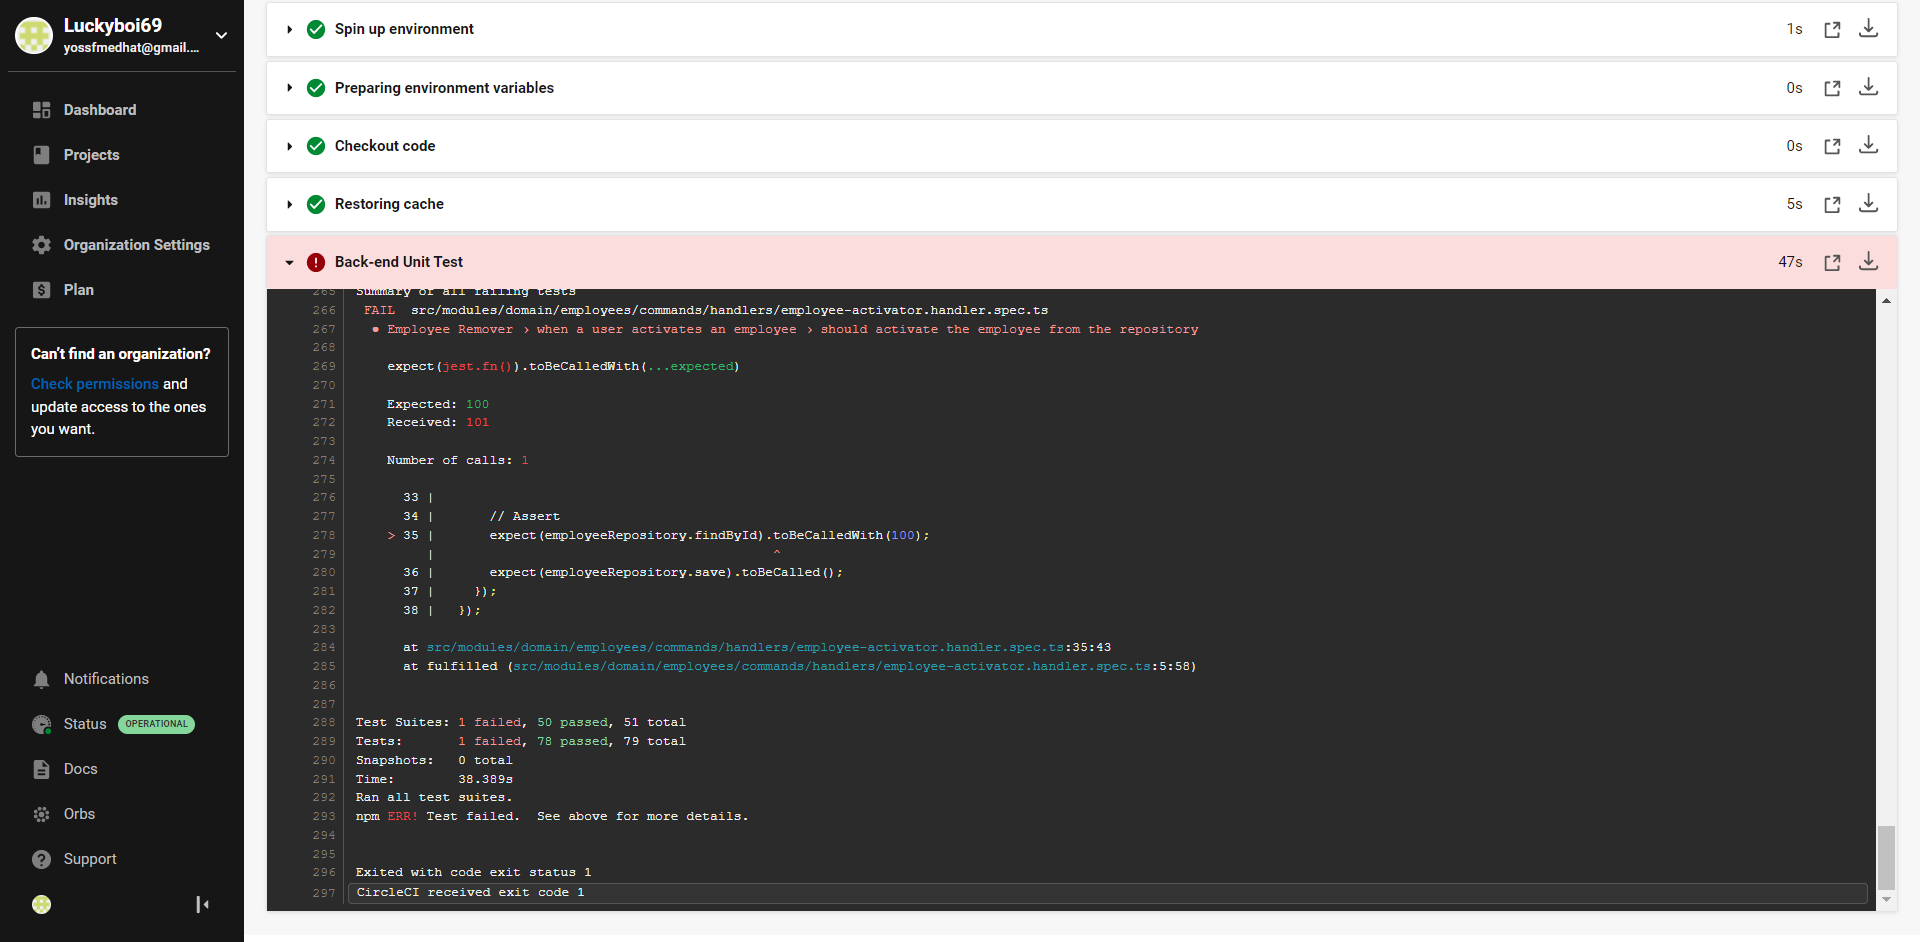 Luckyboi69
yossfmedhat@gmail....
Dashboard
Projects
Insights
Organization Settings
Plan
Can't find an organization?
Check permissions and
update access to the ones
you want.
Notifications
Status OPERATIONAL
Docs
Orbs
Support
Spin up environment 1s
Preparing environment variables 0s
Checkout code 0s
Restoring cache 5s
Back-end Unit Test 47s
265 Summary of all failing tests
266 FAIL src/modules/domain/employees/commands/handlers/employee-activator.handler.spec.ts
267 ● Employee Remover › when a user activates an employee › should activate the employee from the repository
268
269 expect(jest.fn()).toBeCalledWith(...expected)
270
271 Expected: 100
272 Received: 101
273
274 Number of calls: 1
275
276 33 |
277 34 | // Assert
278 > 35 | expect(employeeRepository.findById).toBeCalledWith(100);
279 | ^
280 36 | expect(employeeRepository.save).toBeCalled();
281 37 | });
282 38 | });
283
284 at src/modules/domain/employees/commands/handlers/employee-activator.handler.spec.ts:35:43
285 at fulfilled (src/modules/domain/employees/commands/handlers/employee-activator.handler.spec.ts:5:58)
286
287
288 Test Suites: 1 failed, 50 passed, 51 total
289 Tests: 1 failed, 78 passed, 79 total
290 Snapshots: 0 total
291 Time: 38.389s
292 Ran all test suites.
293 npm ERR! Test failed. See above for more details.
294
295
296 Exited with code exit status 1
297 CircleCI received exit code 1